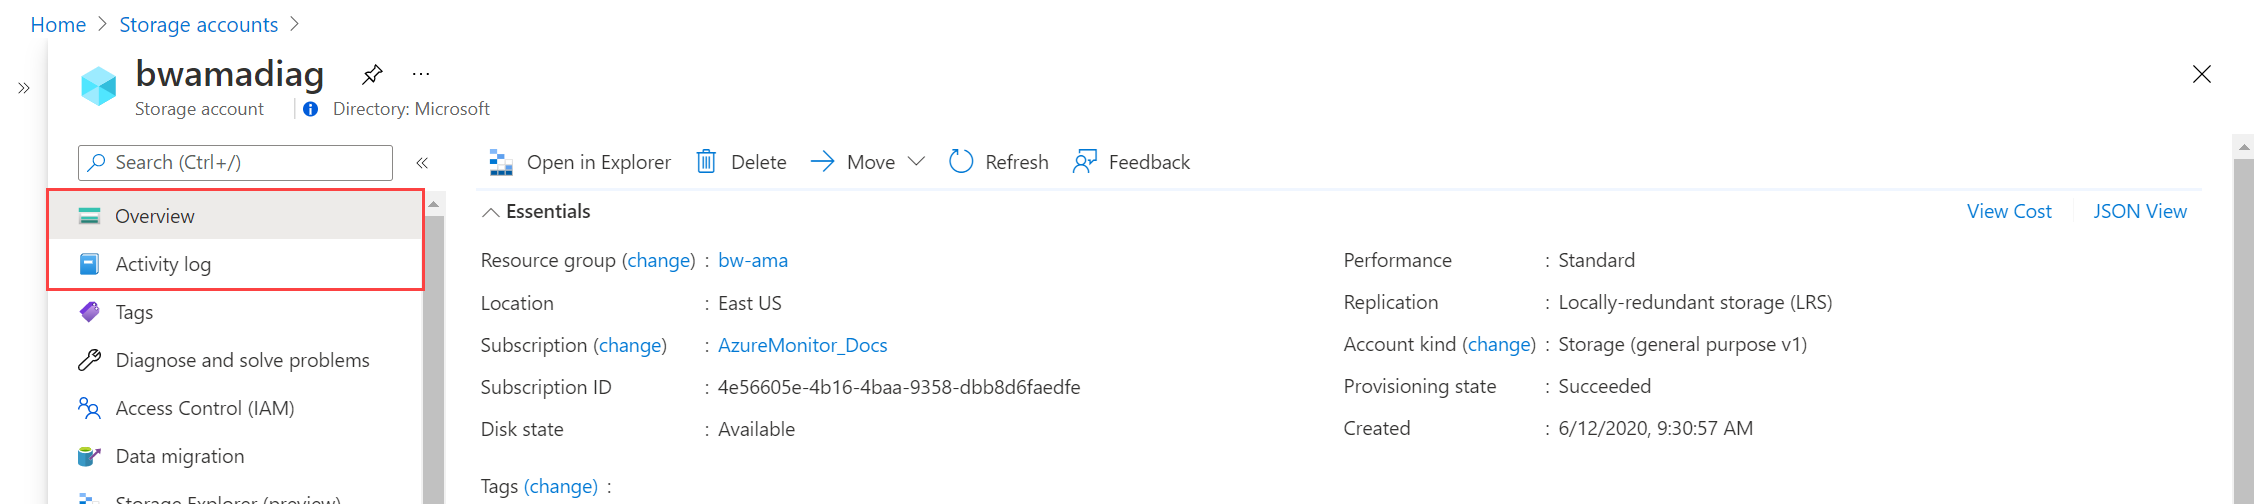 Home > Storage accounts >
bwamadiag ...
Storage account | Directory: Microsoft
Search (Ctrl+/) «
»
Overview
Activity log
Tags
Diagnose and solve problems
Access Control (IAM)
Data migration
Storage Explorer (preview)
Open in Explorer Delete Move Refresh Feedback
Essentials View Cost JSON View
Resource group (change) : bw-ama
Location : East US
Subscription (change) : AzureMonitor_Docs
Subscription ID : 4e56605e-4b16-4baa-9358-dbb8d6faedfe
Disk state : Available
Performance : Standard
Replication : Locally-redundant storage (LRS)
Account kind (change) : Storage (general purpose v1)
Provisioning state : Succeeded
Created : 6/12/2020, 9:30:57 AM
Tags (change) :